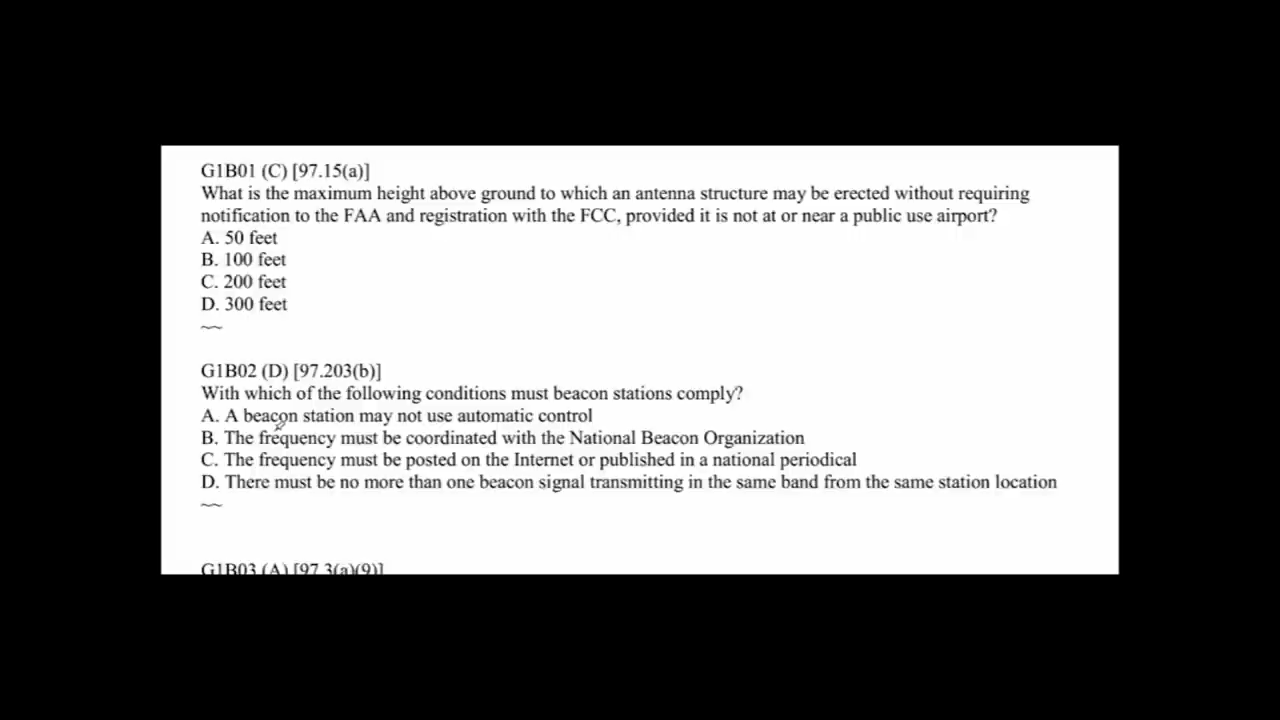 G1B01 (C) [97.15(a)]
What is the maximum height above ground to which an antenna structure may be erected without requiring
notification to the FAA and registration with the FCC, provided it is not at or near a public use airport?
A. 50 feet
B. 100 feet
C. 200 feet
D. 300 feet
~~
G1B02 (D) [97.203(b)]
With which of the following conditions must beacon stations comply?
A. A beacon station may not use automatic control
B. The frequency must be coordinated with the National Beacon Organization
C. The frequency must be posted on the Internet or published in a national periodical
D. There must be no more than one beacon signal transmitting in the same band from the same station location
~~
G1B03 (A) [97.3(a)(9)]